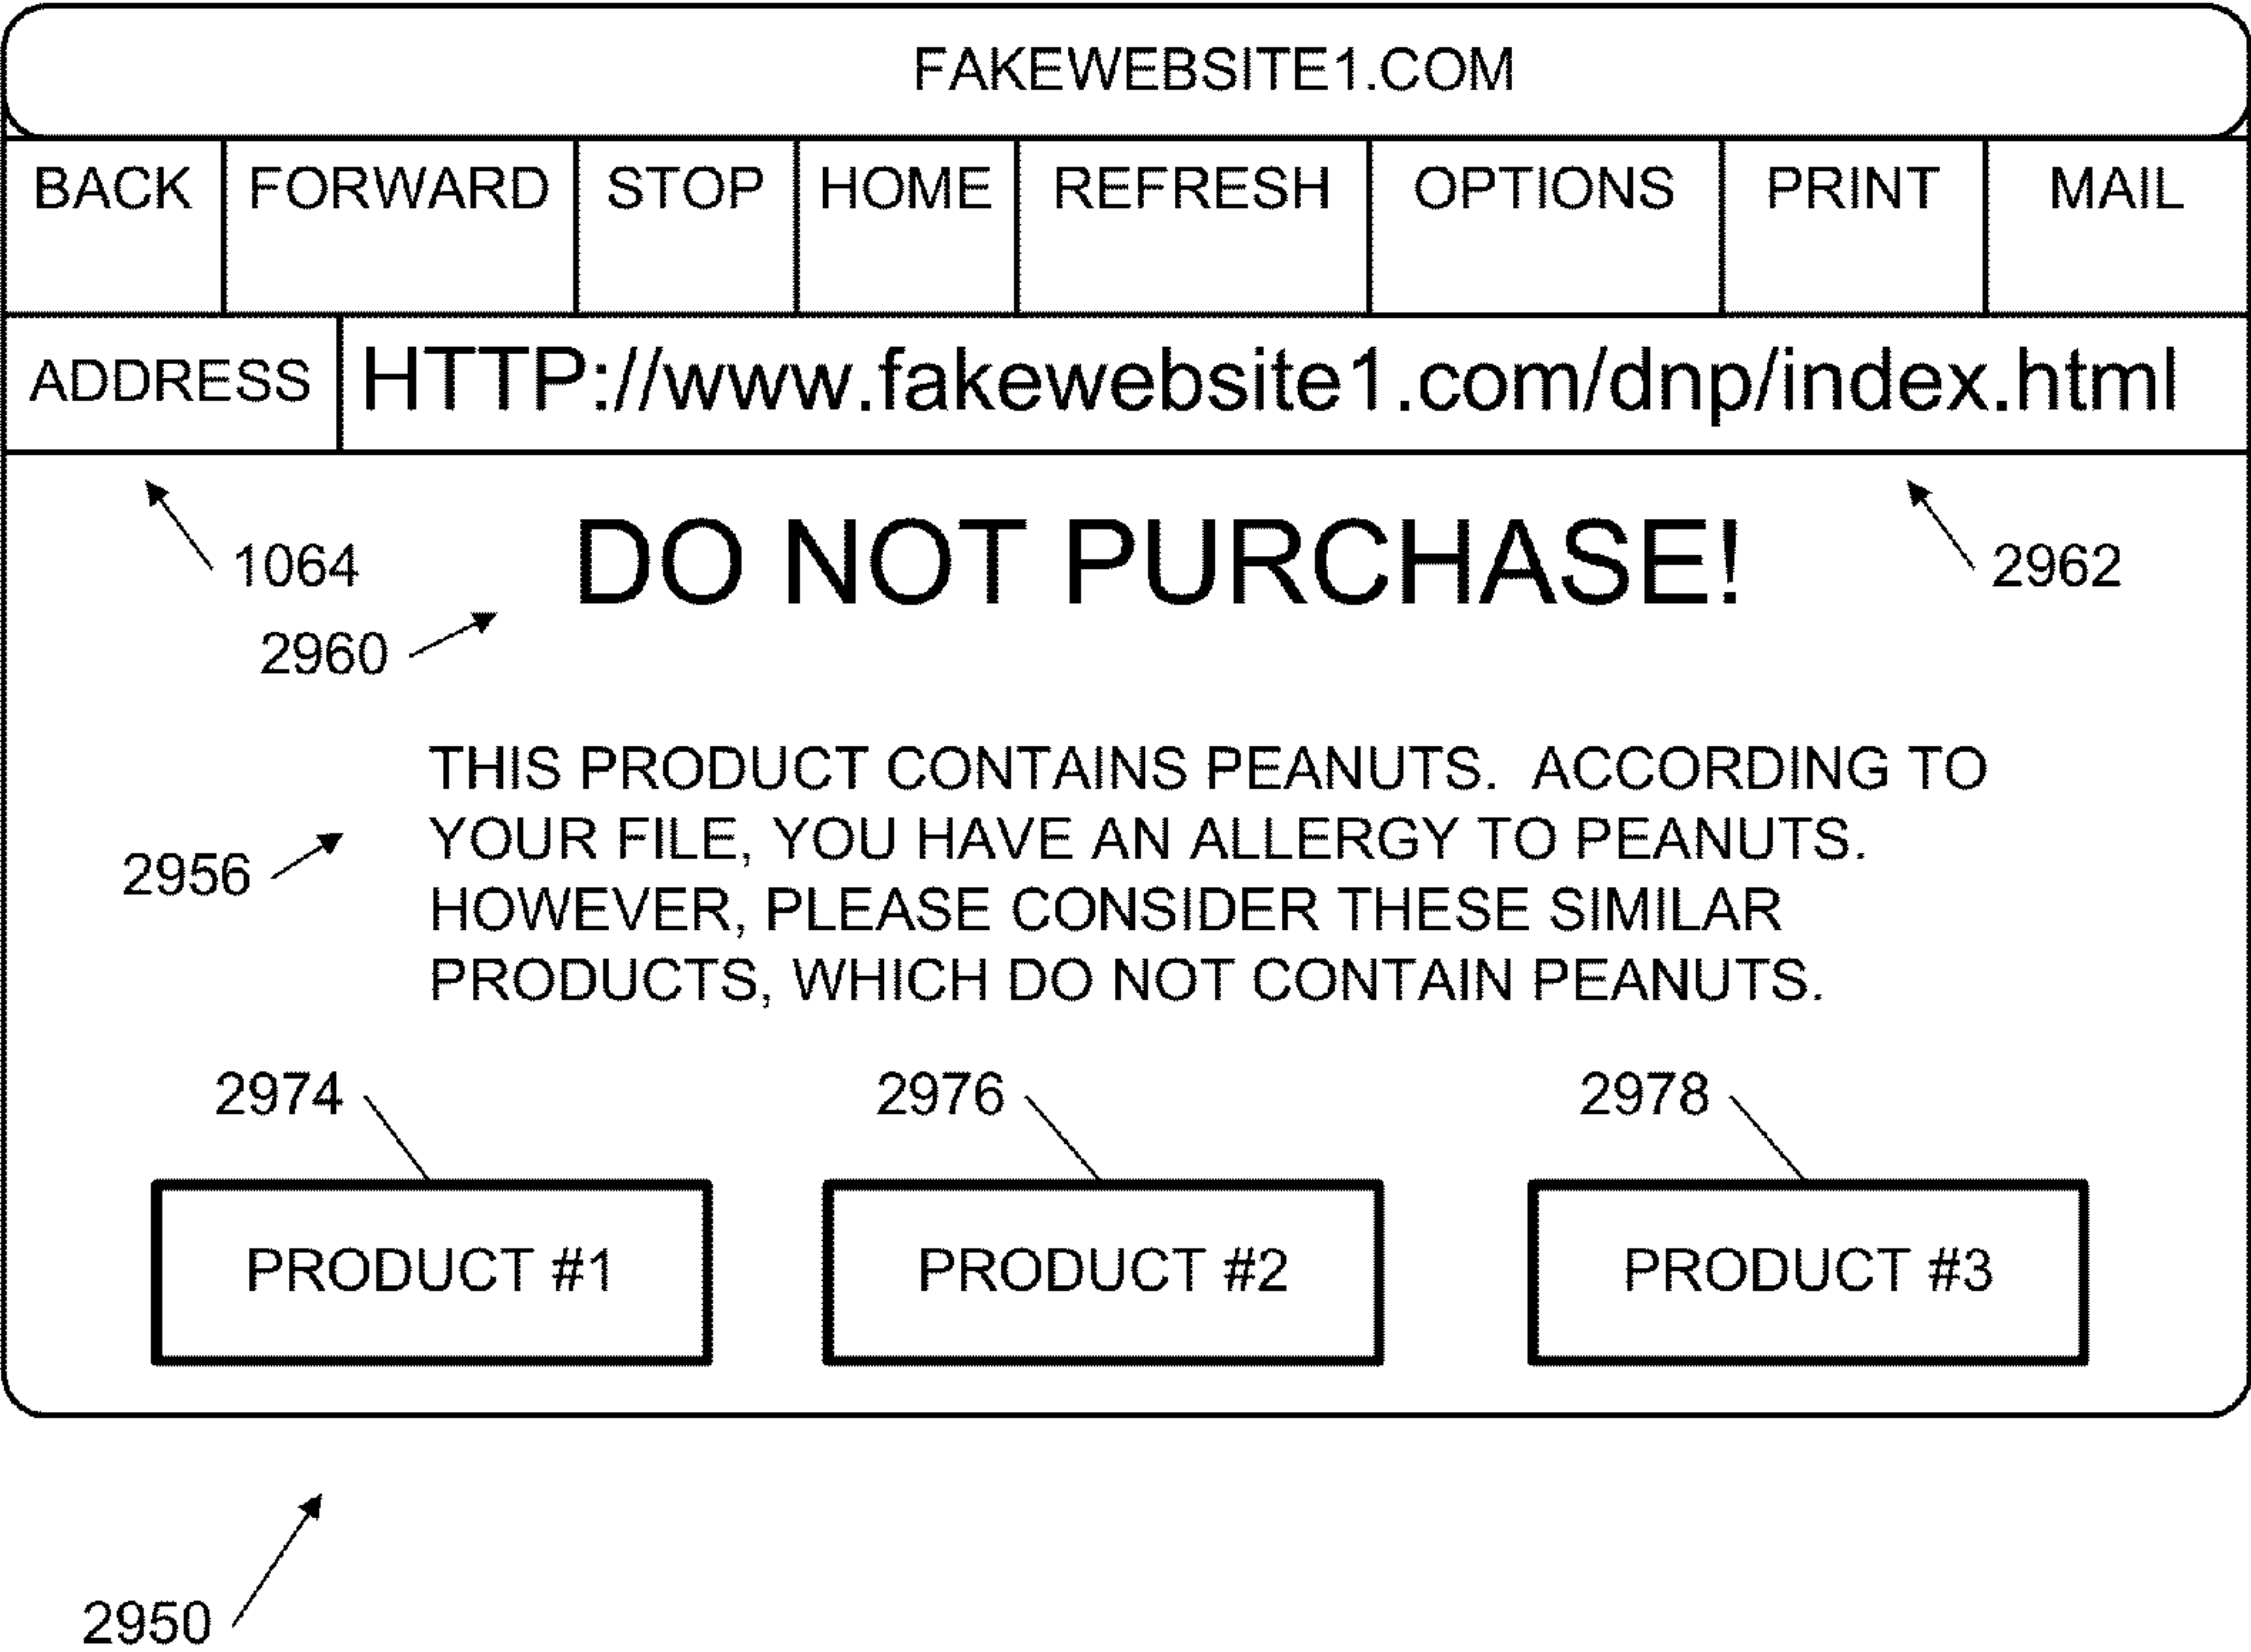 FAKEWEBSITE1.COM
BACK FORWARD STOP HOME REFRESH OPTIONS PRINT MAIL
ADDRESS HTTP://www.fakewebsite1.com/dnp/index.html
DO NOT PURCHASE!
1064 2962
2960
THIS PRODUCT CONTAINS PEANUTS. ACCORDING TO
YOUR FILE, YOU HAVE AN ALLERGY TO PEANUTS.
2956
HOWEVER, PLEASE CONSIDER THESE SIMILAR
PRODUCTS, WHICH DO NOT CONTAIN PEANUTS.
2974 2976 2978
PRODUCT #1 PRODUCT #2 PRODUCT #3
2950